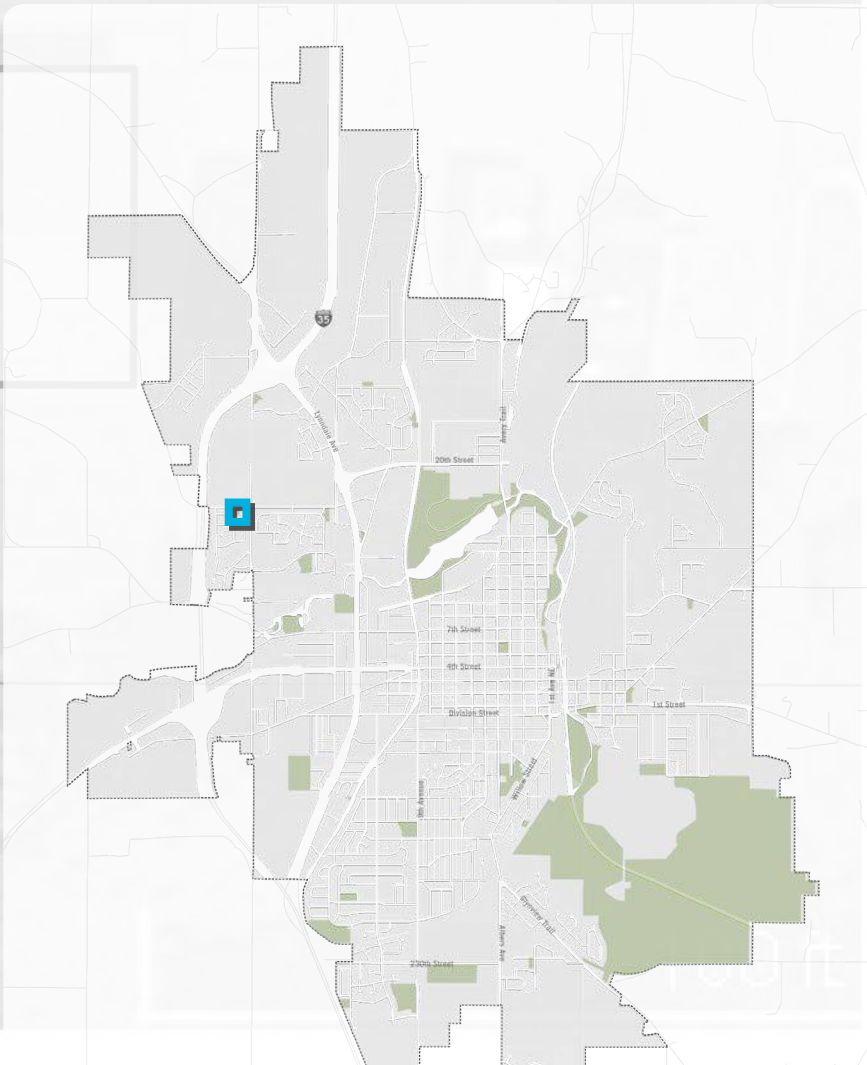 35
Lyndale Ave
Avery Trail
20th Street
7th Street
4th Street
1st Ave NE
1st Street
Division Street
Willow Street
9th Avenue
Glynview Trail
Albers Ave
230th Street